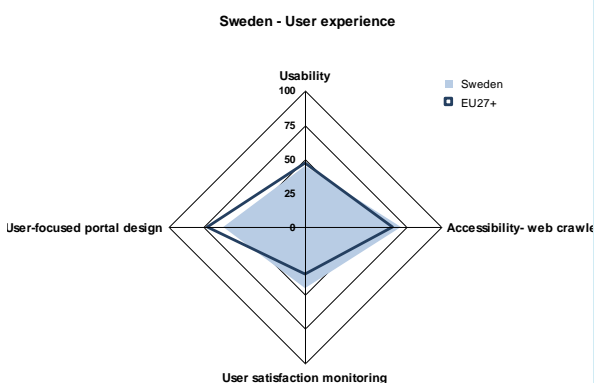 Sweden - User experience
Usability
100
Sweden
EU27+
75
50
25
User-focused portal design
0
Accessibility- web crawle
User satisfaction monitoring